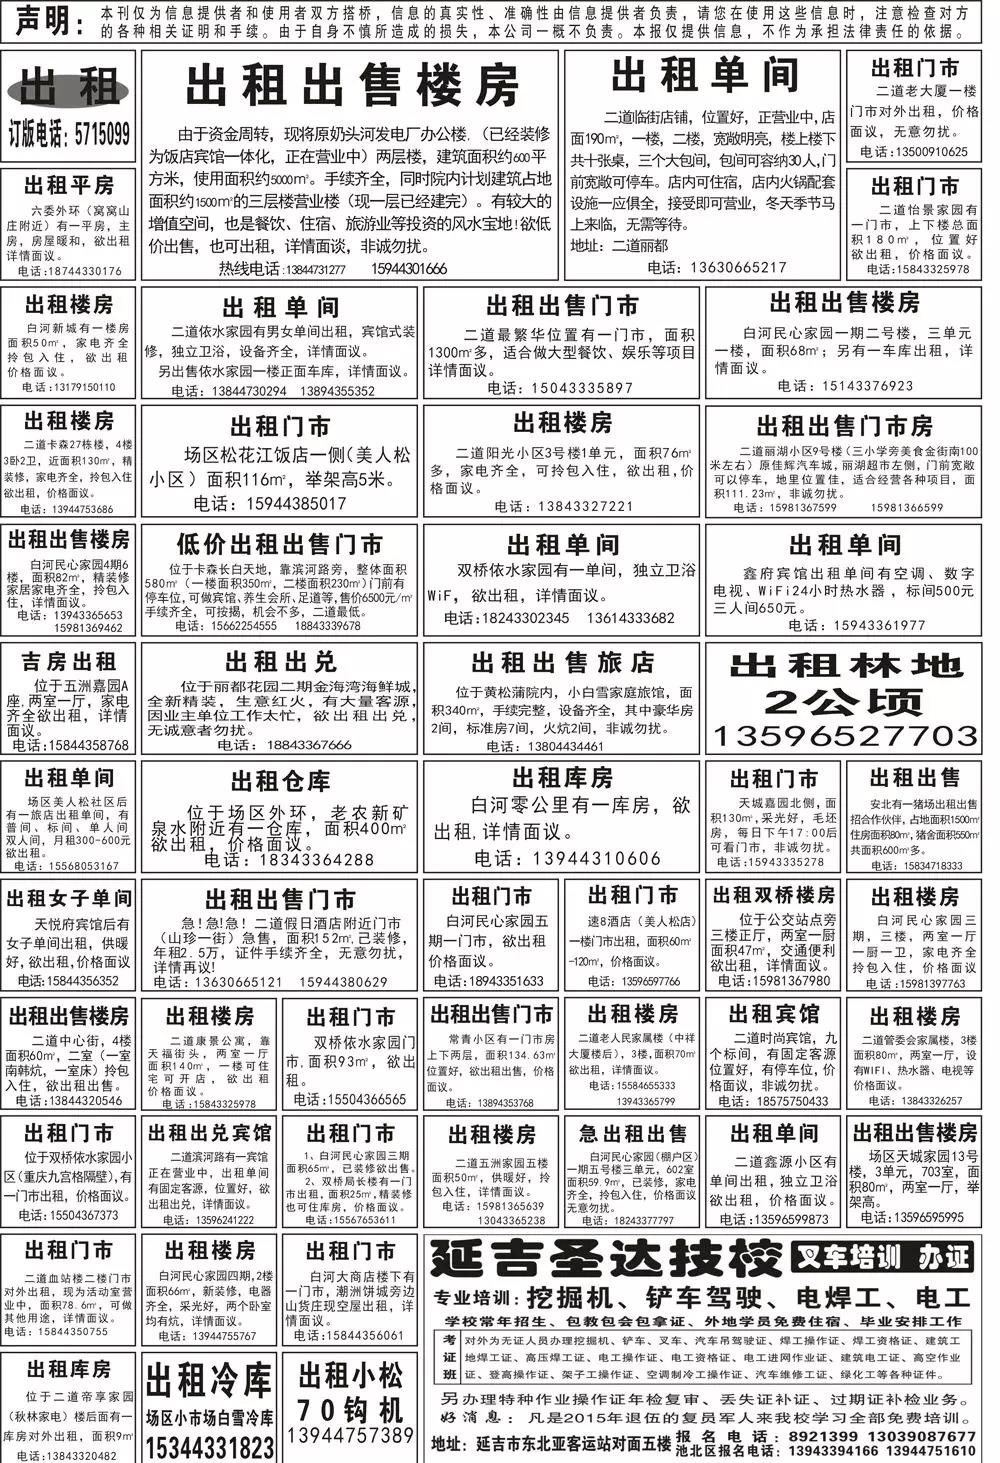 声明：
本刊仅为信息提供者和使用者双方搭桥，信息的真实性、准确性由信息提供者负责，请您在使用这些信息时，注意检查对方
的各种相关证明和手续。由于自身不慎所造成的损失，本公司一概不负责。本报仅提供信息，不作为承担法律责任的依据。
出 租
订版电话：5715099
出租出售楼房
由于资金周转，现将原奶头河发电厂办公楼．（已经装修
为饭店宾馆一体化，正在营业中）两层楼，建筑面积约600平
方米，使用面积约5000㎡。手续齐全，同时院内计划建筑占地
面积约1500㎡的三层楼营业楼（现一层已经建完）。有较大的
增值空间，也是餐饮、住宿、旅游业等投资的风水宝地!欲低
价出售，也可出租，详情面谈，非诚勿扰。
热线电话:13844731277 15944301666
出租单间
二道临街店铺，位置好，正营业中，店
面190㎡，一楼，二楼，宽敞明亮，楼上楼下
共十张桌，三个大包间，包间可容纳30人,门
前宽敞可停车。店内可住宿，店内火锅配套
设施一应俱全，接受即可营业，冬天季节马
上来临，无需等待。
地址：二道丽都
电话：13630665217
出租门市
二道老大厦一楼
门市对外出租，价格
面议，无意勿扰。
电话:13500910625
出租平房
六委外环（窝窝山
庄附近）有一平房，主
房，房屋暖和，欲出租
详情面议。
电话:18744330176
出租门市
二道怡景家园有
一门市，上下楼总面
积180㎡，位置好
欲出租，价格面议。
电话:15843325978
出租楼房
白河新城有一楼房
面积50㎡，家电齐全
拎包入住，欲出租
价格面议。
电话:13179150110
出租单间
二道依水家园有男女单间出租，宾馆式装
修，独立卫浴，设备齐全，详情面议。
另出售依水家园一楼正面车库，详情面议。
电话：13844730294 13894355352
出租出售门市
二道最繁华位置有一门市，面积
1300㎡多，适合做大型餐饮、娱乐等项目
详情面议。
电话：15043335897
出租出售楼房
白河民心家园一期二号楼，三单元
一楼，面积68㎡；另有一车库出租，详
情面议。
电话：15143376923
出租楼房
二道卡森27栋楼，4楼
3卧2卫，近面积130㎡，精
装修，家电齐全，拎包入住
欲出租，价格面议。
电话:13944753686
出租门市
场区松花江饭店一侧(美人松
小区）面积116㎡，举架高5米。
电话：15944385017
出租楼房
二道阳光小区3号楼1单元，面积76㎡
多，家电齐全，可拎包入住，欲出租,价
格面议。
电话：13843327221
出租出售门市房
二道丽湖小区9号楼(三小学旁美食金街南100
米左右）原佳辉汽车城，丽湖超市左侧，门前宽敞
可以停车，地里位置佳，适合经营各种项目，面
积111.23㎡，非诚勿扰。
电话：15981367599 15981366599
出租出售楼房
白河民心家园4期6
楼，面积82㎡，精装修
家居家电齐全，拎包入
住，详情面议。
电话：13943365653
15981369462
低价出租出售门市
位于卡森长白天地，靠滨河路旁，整体面积
580㎡（一楼面积350㎡，二楼面积230㎡)门前有
停车位,可做宾馆,养生会所,足道等,售价6500元/㎡
手续齐全，可按揭，机会不多，二道最低。
电话：15662254555 18843339678
出租单间
双桥依水家园有一单间，独立卫浴
WiF，欲出租，详情面议。
电话:18243302345 13614333682
出租单间
鑫府宾馆出租单间有空调、数字
电视、WiFi24小时热水器，标间500元
三人间650元。
电话：15943361977
吉房出租
位于五洲嘉园A
座,两室一厅，家电
齐全欲出租，详情
面议。
电话:15844358768
出租出兑
位于丽都花园二期金海湾海鲜城,
全新精装，生意红火，有大量客源，
因业主单位工作太忙，欲出租出兑，
无诚意者勿扰。
电话：18843367666
出租出售旅店
位于黄松蒲院内，小白雪家庭旅馆，面
积340㎡，手续完整，设备齐全，其中豪华房
2间，标准房7间，火炕2间，非诚勿扰。
电话：13804434461
出租林地
2公顷
13596527703
出租单间
场区美人松社区后
有一旅店出租单间，有
普间、标间、单人间
双人间，月租300-600元
欲出租。
电话:15568053167
出租仓库
位于场区外环，老农新矿
泉水附近有一仓库，面积400㎡
欲出租，价格面议。
电话：18343364288
出租库房
白河零公里有一库房，欲
出租,详情面议。
电话：13944310606
出租门市
天城嘉园北侧，面
积130㎡,采光好，毛坯
房，每日下午17:00后
可看门市，非诚勿扰。
电话:15943335278
出租出售
安北有一猪场出租出售
招合作伙伴，占地面积1500㎡
住房面积80㎡，猪舍面积550㎡
共面积600㎡多。
电话：15834718333
出租女子单间
天悦府宾馆后有
女子单间出租，供暖
好，欲出租,价格面议
电话:15844356352
出租出售门市
急!急!急！二道假日酒店附近门市
（山珍一街）急售，面积152㎡,已装修，
年租2.5万，证件手续齐全，无意勿扰，
详情再议!
电话：13630665121 15944380629
出租门市
白河民心家园五
期一门市，欲出租
价格面议。
电话:18943351633
出租门市
速8酒店（美人松店）
一楼门市出租，面积60㎡
-120㎡，价格面议。
电话：13596597766
出租双桥楼房
位于公交站点旁
三楼正厅，两室一厨
面积47㎡，交通便利
欲出租，详情面议。
电话:15981367980
出租楼房
白河民心家园三
期，三楼，两室一厅
一厨一卫，家电齐全
拎包入住，价格面议
电话：15981397763
出租出售楼房
二道中心街，4楼
面积60㎡，二室（一室
南韩炕，一室床）拎包
入住，欲出租出售。
电话:13844320546
出租楼房
二道康景公寓，靠
天福街头，两室一厅
面积140㎡，一楼可住
宅可开店，欲出租
价格面议。
电话:15843325978
出租门市
双桥依水家园门
市,面积93㎡，欲出
租。
电话：15504366565
出租出售门市
常青小区有一门市房
上下两层，面积134.63㎡
位置好，欲出租出售，价格
面议。
电话：13894353768
出租楼房
二道老人民家属楼（中祥
大厦楼后），3楼,面积70㎡
欲出租，详情面议。
电话：15584655333
13943365799
出租宾馆
二道时尚宾馆，九
个标间，有固定客源
位置好，有停车位，价
格面议，非诚勿扰。
电话:18575750433
出租楼房
二道管委会家属楼，3楼
面积80㎡，两室一厅，设
有WIFI、热水器、电视等
价格面议。
电话：13843326257
出租门市
位于双桥依水家园小
区(重庆九宫格隔壁),有
一门市出租，价格面议。
电话:15504367373
出租出兑宾馆
二道滨河路有一宾馆
正在营业中，出租单间
有固定客源，位置好，欲
出租出兑，详情面议。
电话：13596241222
出租门市
1、白河民心家园三期
面积65㎡，已装修欲出售。
2、双桥局长楼有一门
市出租，面积25㎡,精装修
也可住库房，价格面议。
电话:15567653611
出租楼房
二道五洲家园五楼
面积50㎡，供暖好，拎
包入住，详情面议。
电话：15981365639
13043365238
急出租出售
白河民心家园(棚户区)
一期五号楼三单元，602室
面积59.9㎡，已装修，家电
齐全，拎包入住，价格面议
无意勿扰。
电话：18243377797
出租单间
二道鑫源小区有
单间出租，独立卫浴
欲出租，价格面议。
电话:13596599873
出租出售楼房
场区天城家园13号
楼，3单元，703室，面
积80㎡，两室一厅，举
架高。
电话:13596595995
出租门市
二道血站楼二楼门市
对外出租，现为活动室营
业中，面积78.6㎡，可做
其他用途，详情面议。
电话:15844350755
出租楼房
白河民心家园四期,2楼
面积66㎡，新装修，电器
齐全，采光好，两个卧室
均有炕，详情面议。
电话：13944755767
出租门市
白河大商店楼下有
一门市，潮洲饼城旁边
山货庄现空屋出租，详
情面议。
电话:15844356061
延吉圣达技校 叉车培训 办证
专业培训：挖掘机、铲车驾驶、电焊工、电工
学校常年招生、包教包会包拿证、外地学员免费住宿、毕业安排工作
考证班
对外为无证人员办理挖掘机、铲车、叉车、汽车吊驾驶证、焊工操作证、焊工资格证、建筑工
地焊工证、高压焊工证、电工操作证、电工资格证、电工进网作业证、建筑电工证、高空作业
证、登高操作证、架子工操作证、空调制冷工操作证、汽车维修工证、绿化工等各种证件。
另办理特种作业操作证年检复审、丢失证补证、过期证补检业务。
好消息：凡是2015年退伍的复员军人来我校学习全部免费培训。
地址：延吉市东北亚客运站对面五楼
报名电话：8921399 13039087677
池北区报名电话：13943394166 13944751610
出租库房
位于二道帝享家园
（秋林家电）楼后面有一
库房对外出租，面积9㎡
电话:13843320482
出租冷库
场区小市场白雪冷库
15344331823
出租小松
70钩机
13944757389